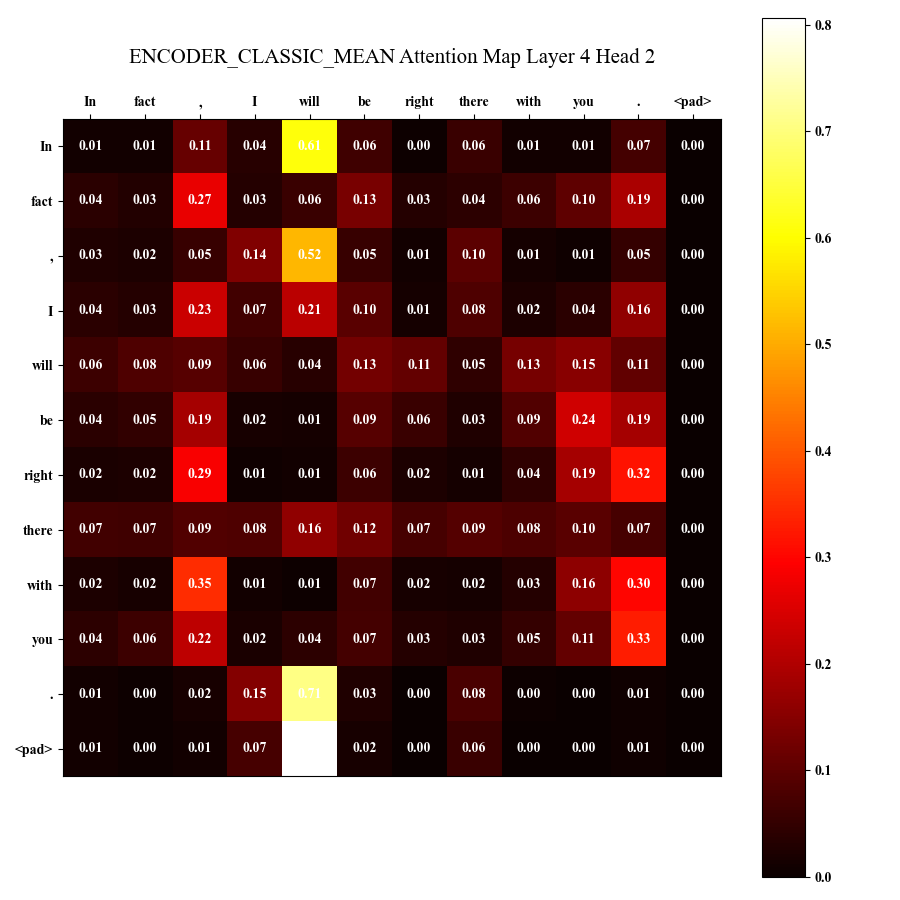 ENCODER_CLASSIC_MEAN Attention Map Layer 4 Head 2
In fact , I will be right there with you . <pad>
In 0.01 0.01 0.11 0.04 0.61 0.06 0.00 0.06 0.01 0.01 0.07 0.00
fact 0.04 0.03 0.27 0.03 0.06 0.13 0.03 0.04 0.06 0.10 0.19 0.00
, 0.03 0.02 0.05 0.14 0.52 0.05 0.01 0.10 0.01 0.01 0.05 0.00
I 0.04 0.03 0.23 0.07 0.21 0.10 0.01 0.08 0.02 0.04 0.16 0.00
will 0.06 0.08 0.09 0.06 0.04 0.13 0.11 0.05 0.13 0.15 0.11 0.00
be 0.04 0.05 0.19 0.02 0.01 0.09 0.06 0.03 0.09 0.24 0.19 0.00
right 0.02 0.02 0.29 0.01 0.01 0.06 0.02 0.01 0.04 0.19 0.32 0.00
there 0.07 0.07 0.09 0.08 0.16 0.12 0.07 0.09 0.08 0.10 0.07 0.00
with 0.02 0.02 0.35 0.01 0.01 0.07 0.02 0.02 0.03 0.16 0.30 0.00
you 0.04 0.06 0.22 0.02 0.04 0.07 0.03 0.03 0.05 0.11 0.33 0.00
. 0.01 0.00 0.02 0.15 0.71 0.03 0.00 0.08 0.00 0.00 0.01 0.00
<pad> 0.01 0.00 0.01 0.07 0.02 0.00 0.06 0.00 0.00 0.01 0.00
0.8
0.7
0.6
0.5
0.4
0.3
0.2
0.1
0.0